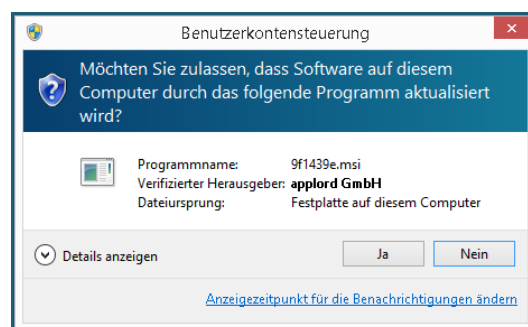 Benutzerkontensteuerung
Möchten Sie zulassen, dass Software auf diesem
Computer durch das folgende Programm aktualisiert
wird?
Programmname: 9f1439e.msi
Verifizierter Herausgeber: applord GmbH
Dateiursprung: Festplatte auf diesem Computer
Details anzeigen Ja Nein
Anzeigezeitpunkt für die Benachrichtigungen ändern